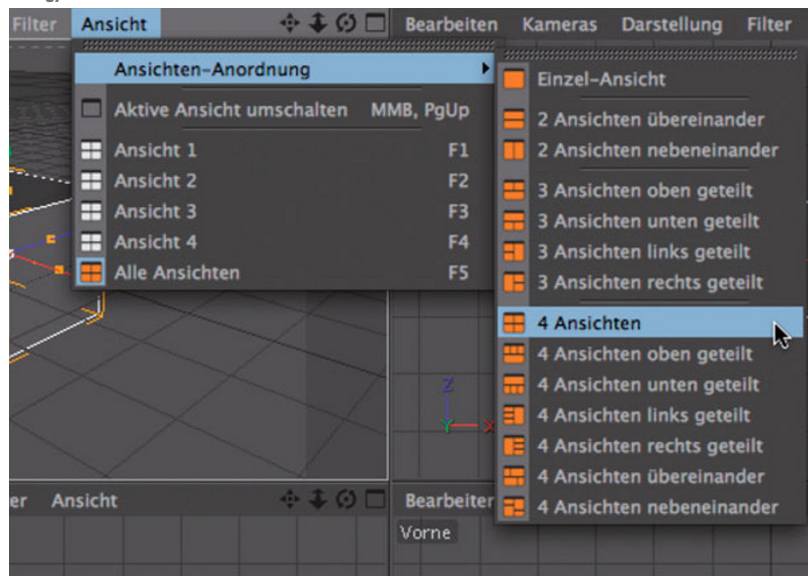 Filter Ansicht Bearbeiten Kameras Darstellung Filter
Ansichten-Anordnung
Aktive Ansicht umschalten MMB, PgUp
Ansicht 1 F1
Ansicht 2 F2
Ansicht 3 F3
Ansicht 4 F4
Alle Ansichten F5
Einzel-Ansicht
2 Ansichten übereinander
2 Ansichten nebeneinander
3 Ansichten oben geteilt
3 Ansichten unten geteilt
3 Ansichten links geteilt
3 Ansichten rechts geteilt
4 Ansichten
4 Ansichten oben geteilt
4 Ansichten unten geteilt
4 Ansichten links geteilt
4 Ansichten rechts geteilt
4 Ansichten übereinander
4 Ansichten nebeneinander
Z
Y X
er Ansicht Bearbeiter
Vorne